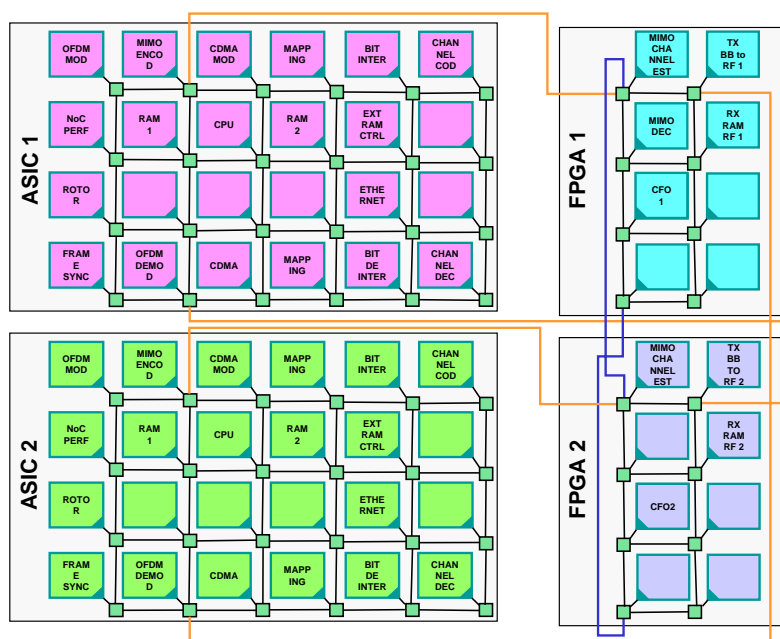 ASIC 1
OFDM
MOD
MIMO
ENCO
D
CDMA
MOD
MAPP
ING
BIT
INTER
CHAN
NEL
COD
NoC
PERF
RAM
1
CPU
RAM
2
EXT
RAM
CTRL
ROTO
R
ETHE
RNET
FRAM
E
SYNC
OFDM
DEMO
D
CDMA
MAPP
ING
BIT
DE
INTER
CHAN
NEL
DEC
FPGA 1
MIMO
CHA
NNEL
EST
TX
BB to
RF 1
MIMO
DEC
RX
RAM
RF 1
CFO
1
ASIC 2
OFDM
MOD
MIMO
ENCO
D
CDMA
MOD
MAPP
ING
BIT
INTER
CHAN
NEL
COD
NoC
PERF
RAM
1
CPU
RAM
2
EXT
RAM
CTRL
ROTO
R
ETHE
RNET
FRAM
E
SYNC
OFDM
DEMO
D
CDMA
MAPP
ING
BIT
DE
INTER
CHAN
NEL
DEC
FPGA 2
MIMO
CHA
NNEL
EST
TX
BB
TO
RF 2
RX
RAM
RF 2
CFO2